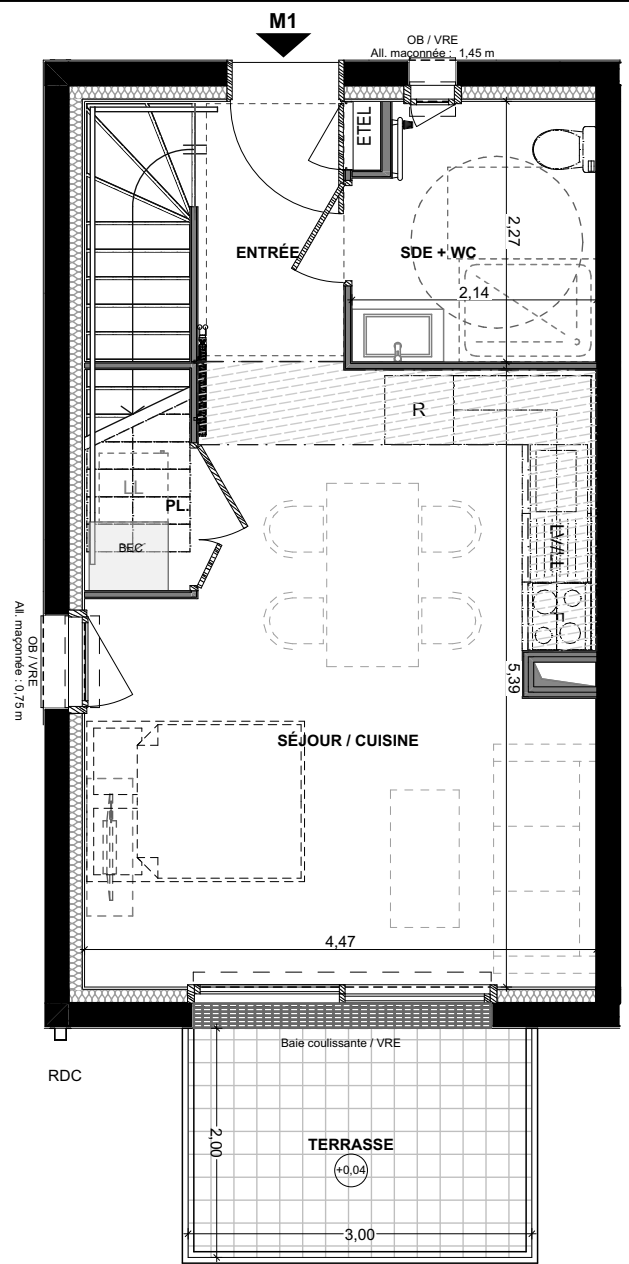 M1
OB / VRE
All. maçonnée : 1,45 m
ETEL
ENTRÉE
SDE + WC
2,27
2,14
R
LL
PL.
BEC
LV/LL
OB / VRE
All. maçonnée : 0,75 m
5,39
SÉJOUR / CUISINE
4,47
Baie coulissante / VRE
RDC
2,00
TERRASSE
+0,04
3,00